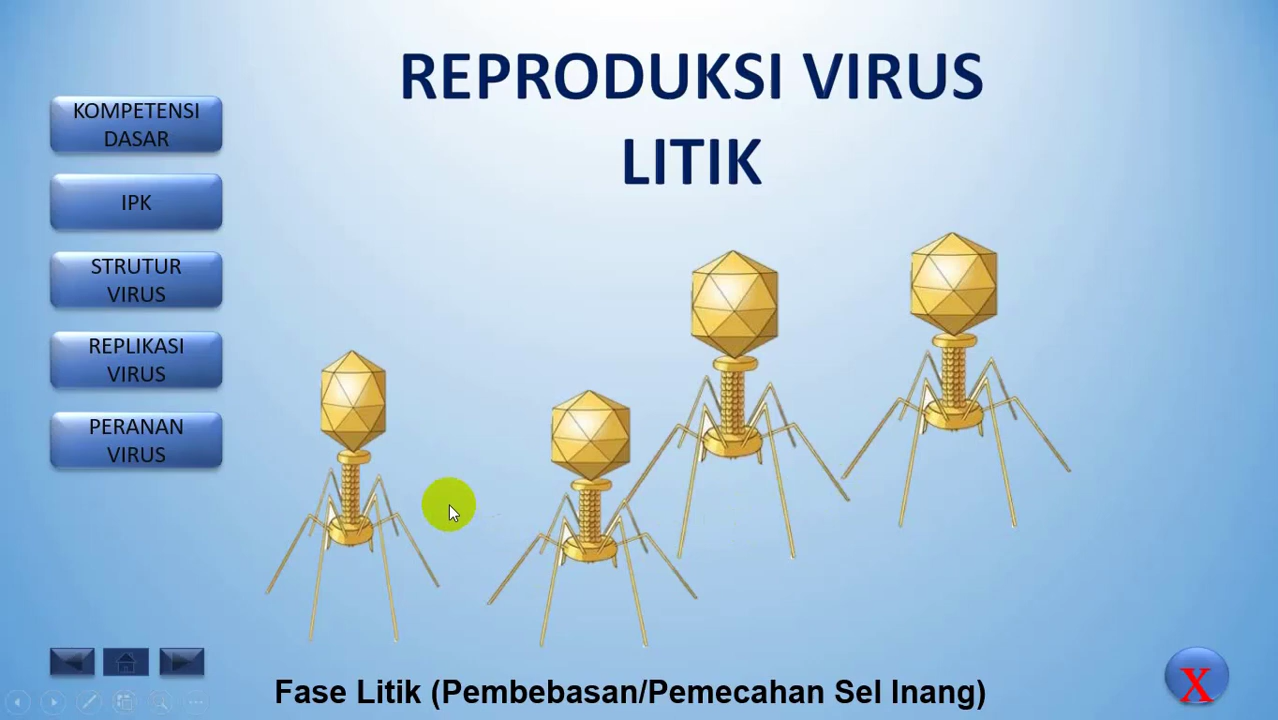 REPRODUKSI VIRUS
LITIK
KOMPETENSI
DASAR
IPK
STRUTUR
VIRUS
REPLIKASI
VIRUS
PERANAN
VIRUS
Fase Litik (Pembebasan/Pemecahan Sel Inang)
X